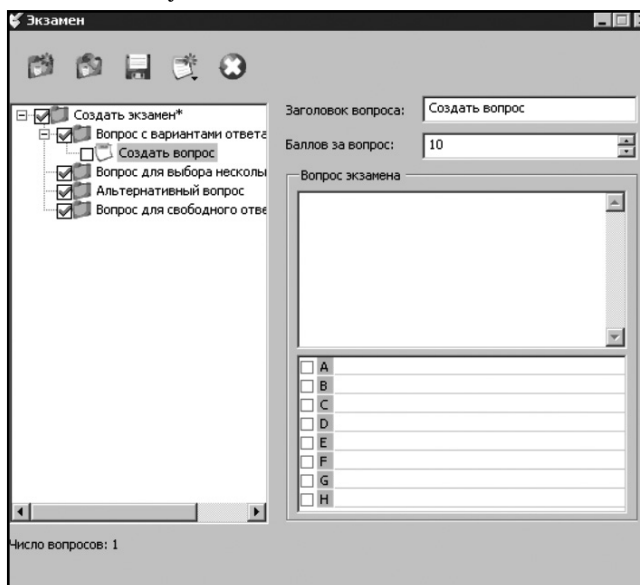 Экзамен
Создать экзамен*
Вопрос с вариантами ответа
Создать вопрос
Вопрос для выбора нескольк
Альтернативный вопрос
Вопрос для свободного отве
Заголовок вопроса: Создать вопрос
Баллов за вопрос: 10
Вопрос экзамена
A
B
C
D
E
F
G
H
Число вопросов: 1